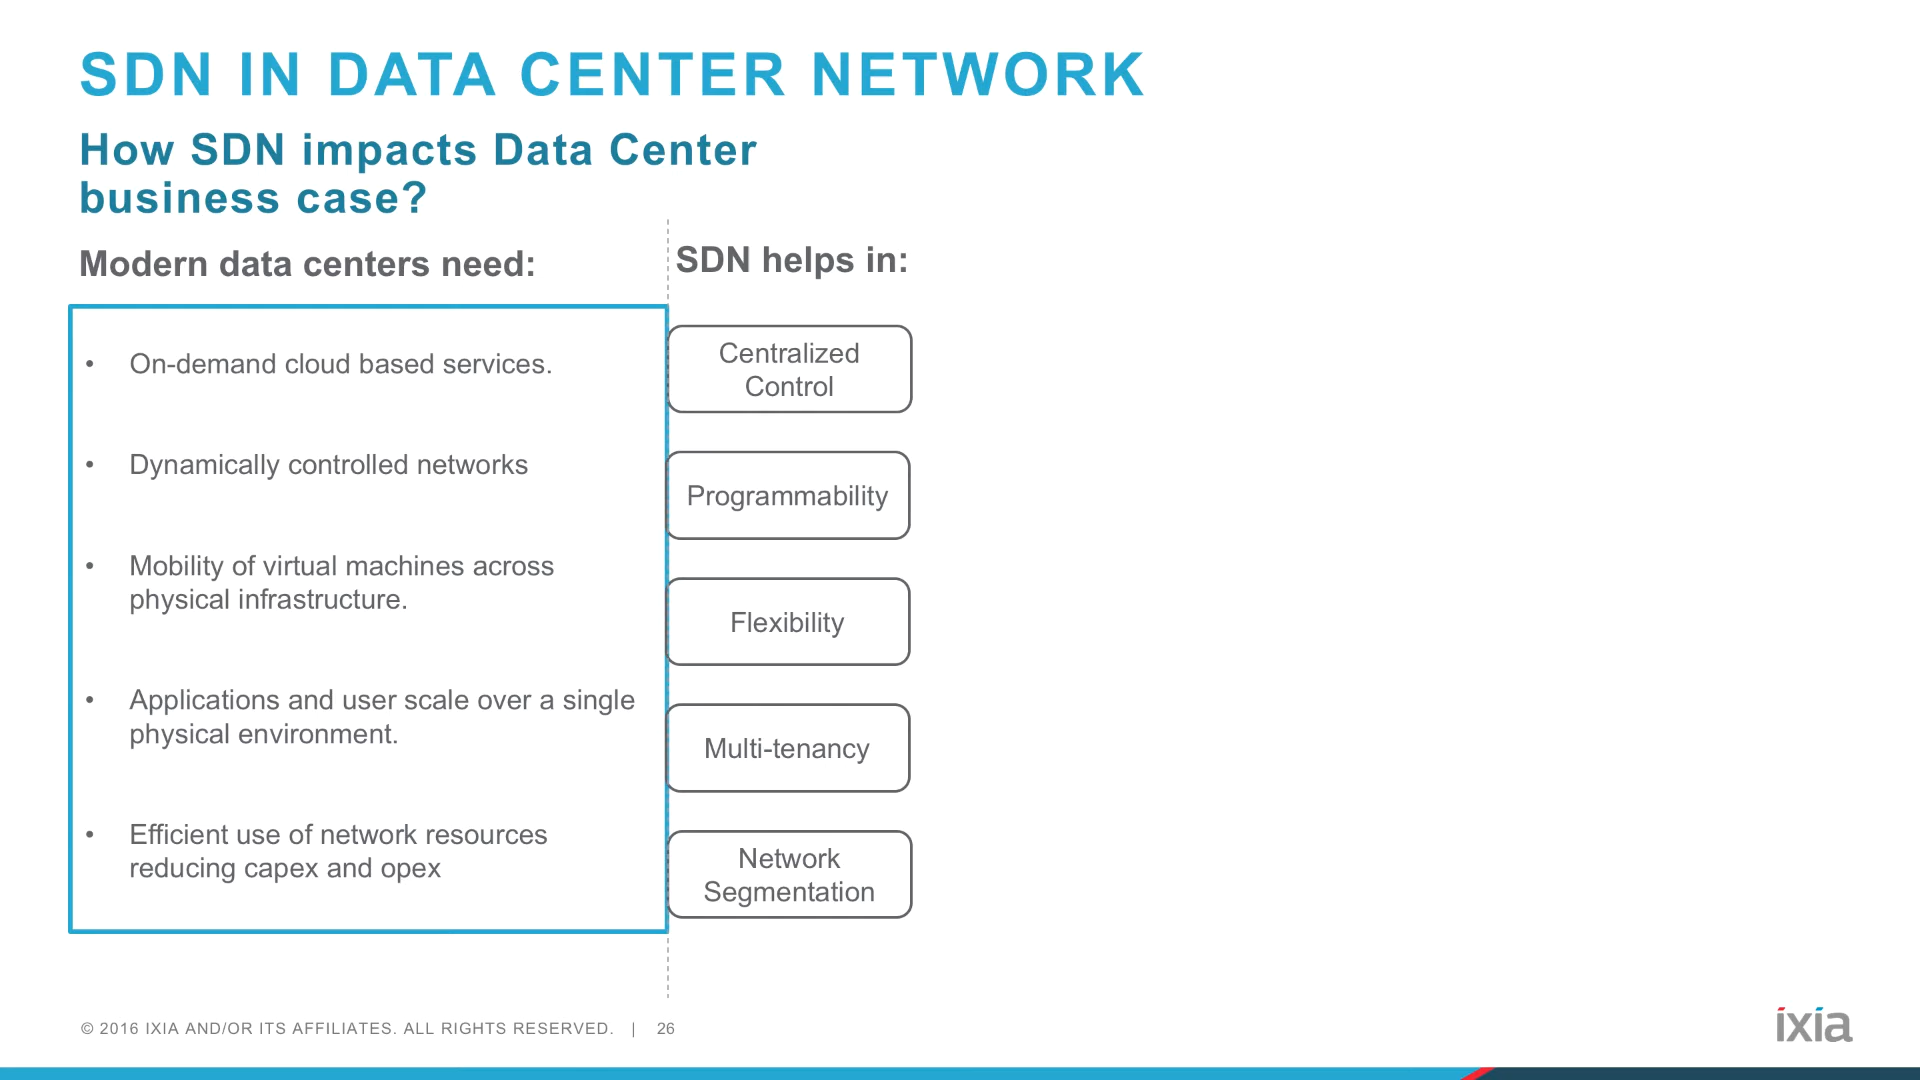 SDN IN DATA CENTER NETWORK
How SDN impacts Data Center
business case?
Modern data centers need:
• On-demand cloud based services.
• Dynamically controlled networks
• Mobility of virtual machines across
physical infrastructure.
• Applications and user scale over a single
physical environment.
• Efficient use of network resources
reducing capex and opex
SDN helps in:
Centralized
Control
Programmability
Flexibility
Multi-tenancy
Network
Segmentation
© 2016 IXIA AND/OR ITS AFFILIATES. ALL RIGHTS RESERVED. | 26
ixia